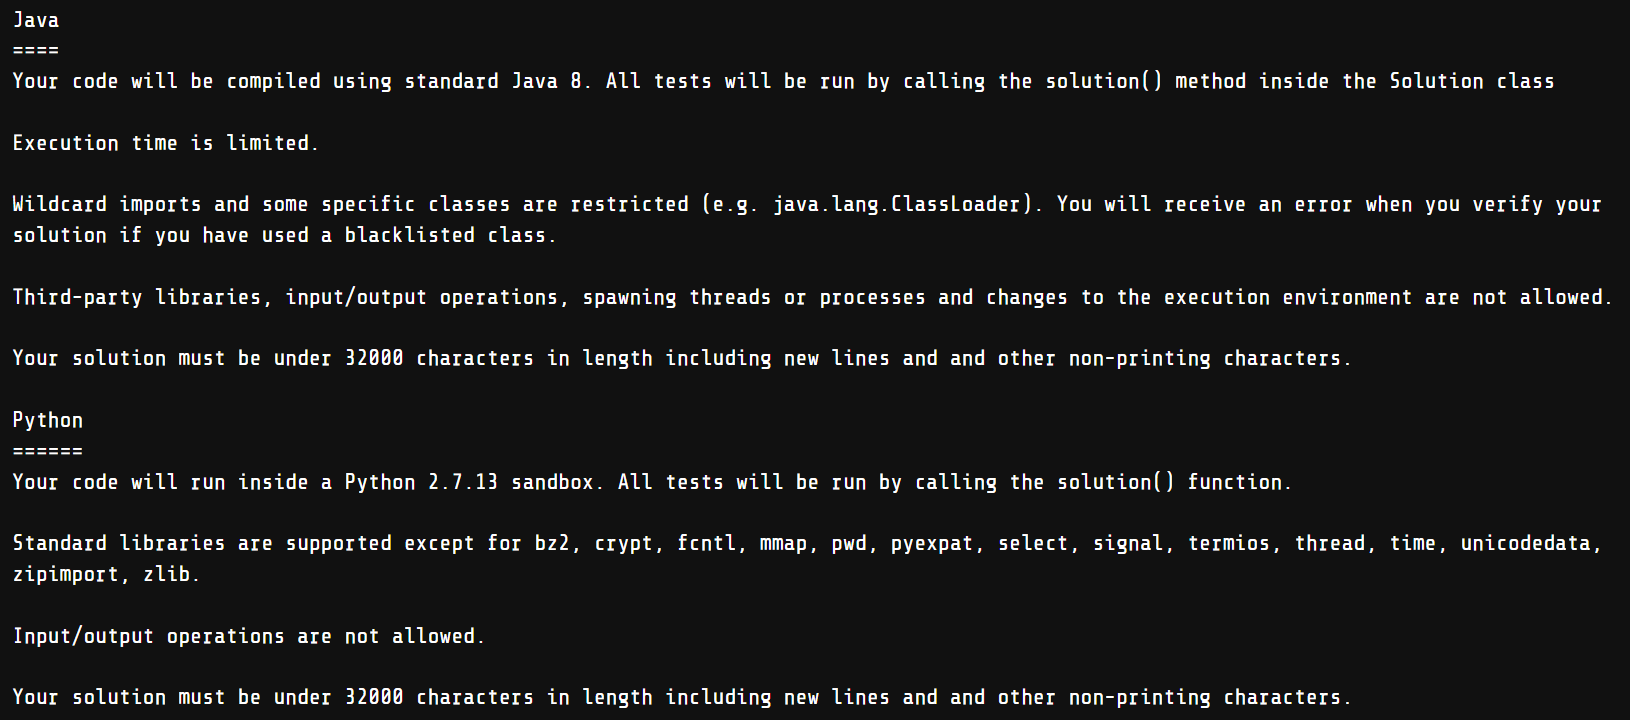 Java
====
Your code will be compiled using standard Java 8. All tests will be run by calling the solution() method inside the Solution class
Execution time is limited.
Wildcard imports and some specific classes are restricted (e.g. java.lang.ClassLoader). You will receive an error when you verify your
solution if you have used a blacklisted class.
Third-party libraries, input/output operations, spawning threads or processes and changes to the execution environment are not allowed.
Your solution must be under 32000 characters in length including new lines and and other non-printing characters.
Python
======
Your code will run inside a Python 2.7.13 sandbox. All tests will be run by calling the solution() function.
Standard libraries are supported except for bz2, crypt, fcntl, mmap, pwd, pyexpat, select, signal, termios, thread, time, unicodedata,
zipimport, zlib.
Input/output operations are not allowed.
Your solution must be under 32000 characters in length including new lines and and other non-printing characters.